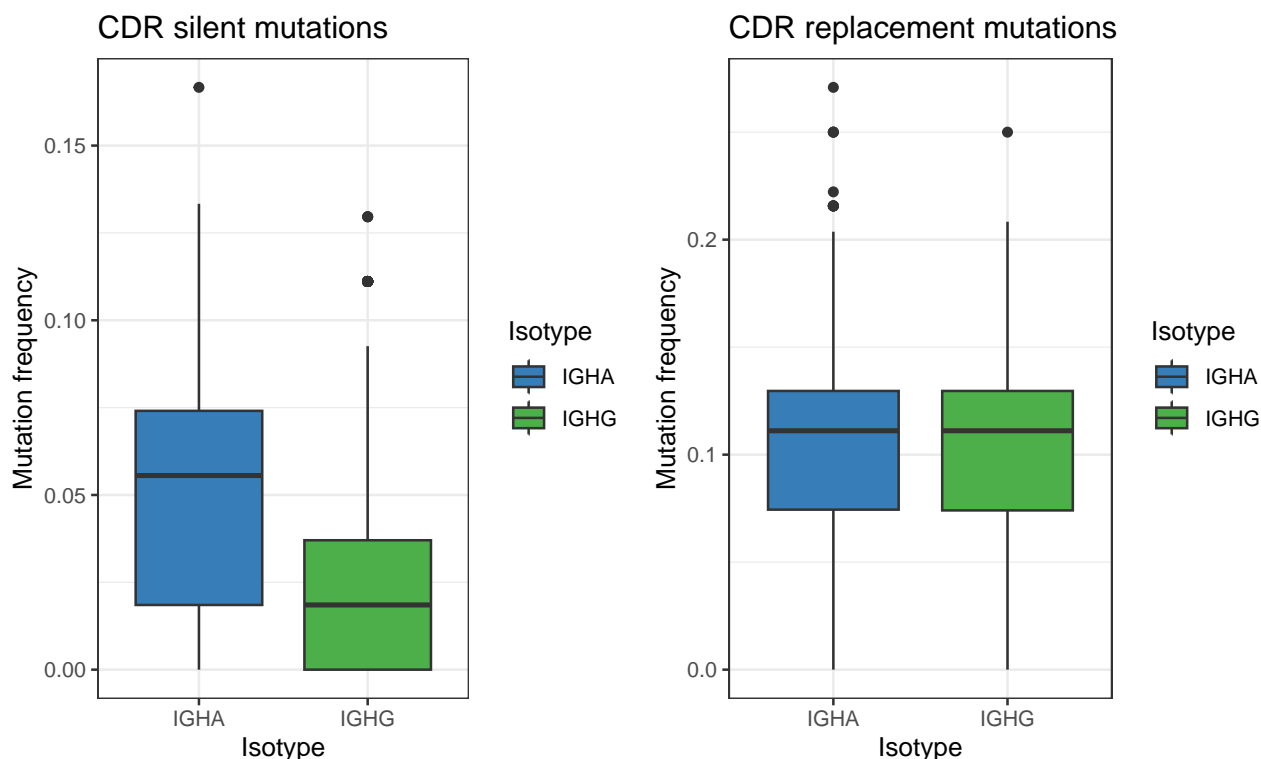 CDR silent mutations
Mutation frequency
0.15
0.10
0.05
0.00
IGHA
IGHG
Isotype
Isotype
IGHA
IGHG
CDR replacement mutations
Mutation frequency
0.2
0.1
0.0
IGHA
IGHG
Isotype
Isotype
IGHA
IGHG